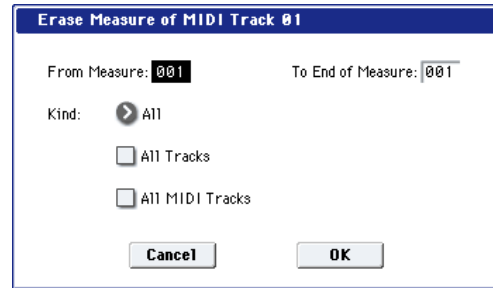 Erase Measure of MIDI Track 01
From Measure: 001 To End of Measure: 001
Kind: All
All Tracks
All MIDI Tracks
Cancel OK